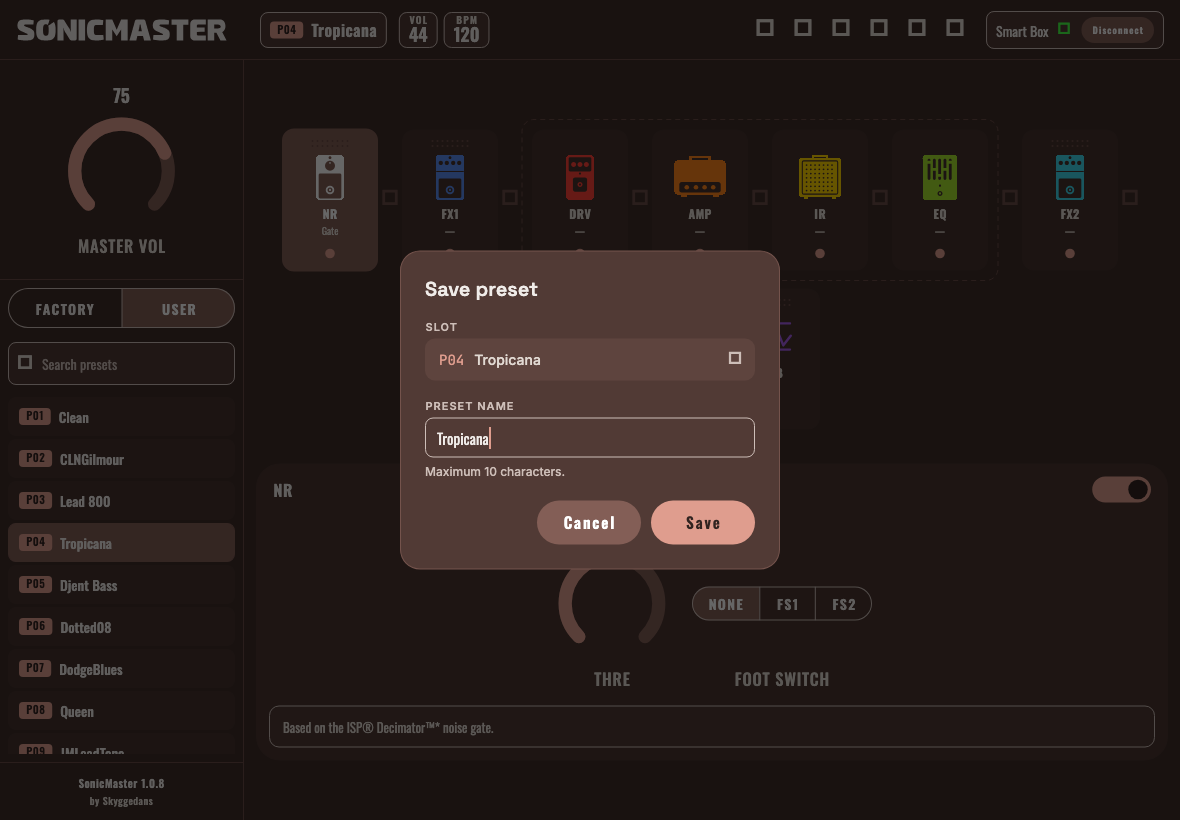 SONICMASTER
P04 Tropicana
VOL
44
BPM
120
Smart Box
Disconnect
75
MASTER VOL
FACTORY
USER
Search presets
P01 Clean
P02 CLNGilmour
P03 Lead 800
P04 Tropicana
P05 Djent Bass
P06 Dotted08
P07 DodgeBlues
P08 Queen
P09
SonicMaster 1.0.8
by Skyggedans
NR
Gate
FX1
—
DRV
—
AMP
—
IR
—
EQ
—
FX2
—
Save preset
SLOT
P04 Tropicana
PRESET NAME
Tropicana
Maximum 10 characters.
Cancel
Save
NR
NONE
FS1
FS2
THRE
FOOT SWITCH
Based on the ISP® Decimator™* noise gate.